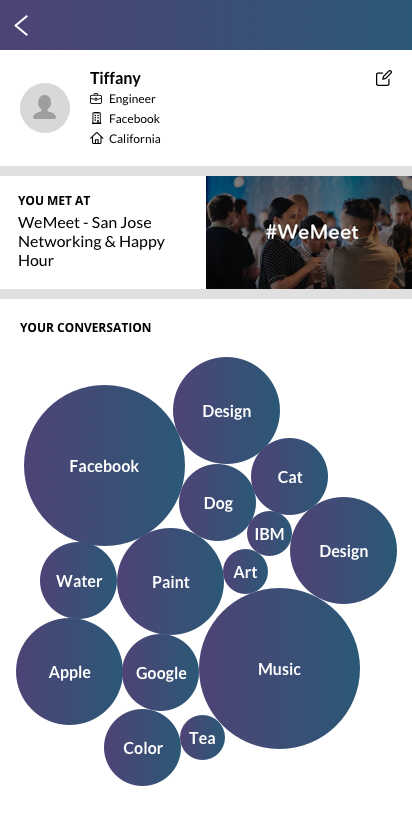 Tiffany
Engineer
Facebook
California
YOU MET AT
WeMeet - San Jose
Networking & Happy
Hour
#WeMeet
YOUR CONVERSATION
Design
Facebook
Cat
Dog
IBM
Design
Art
Water
Paint
Music
Apple
Google
Tea
Color